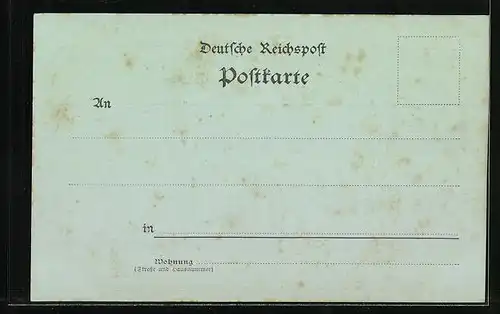 Deutsche Reichspost
Postkarte
An
in
Wohnung
(Straße und Hausnummer)